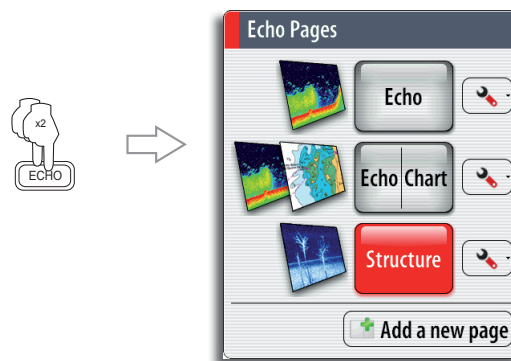 x2
ECHO
Echo Pages
Echo
Echo Chart
Structure
Add a new page